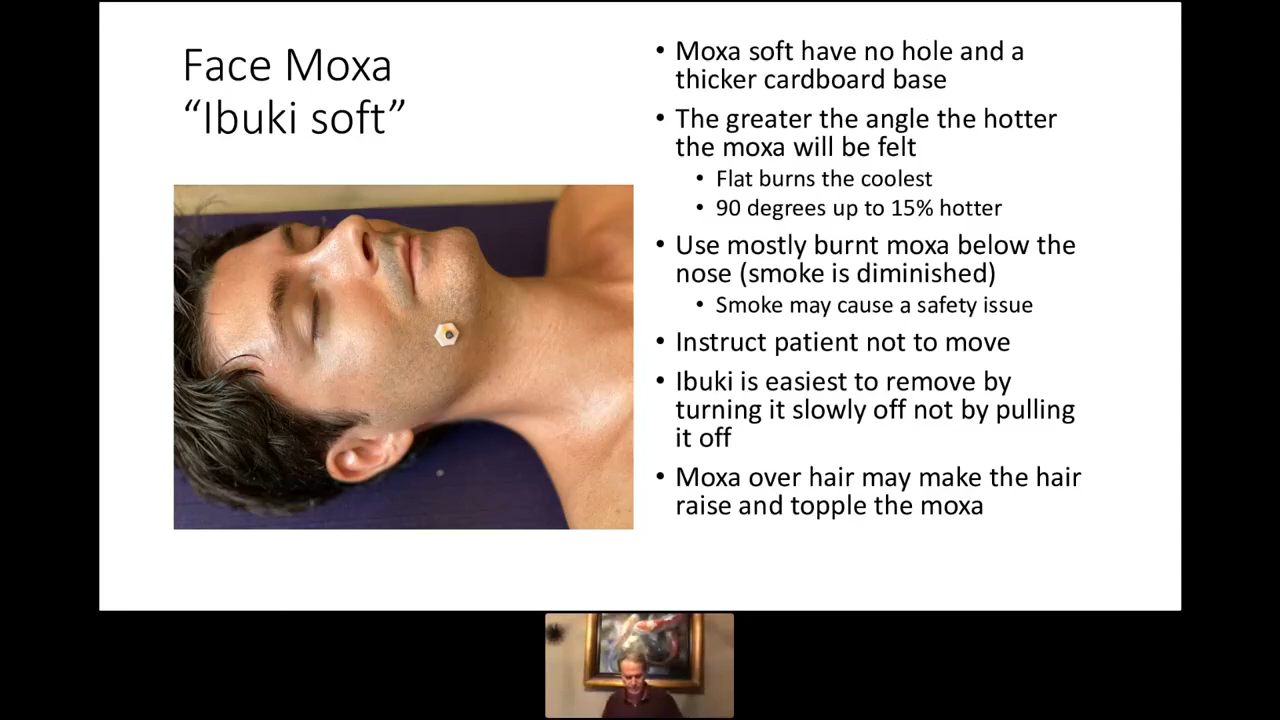 Face Moxa
“Ibuki soft”
• Moxa soft have no hole and a
thicker cardboard base
• The greater the angle the hotter
the moxa will be felt
• Flat burns the coolest
• 90 degrees up to 15% hotter
• Use mostly burnt moxa below the
nose (smoke is diminished)
• Smoke may cause a safety issue
• Instruct patient not to move
• Ibuki is easiest to remove by
turning it slowly off not by pulling
it off
• Moxa over hair may make the hair
raise and topple the moxa